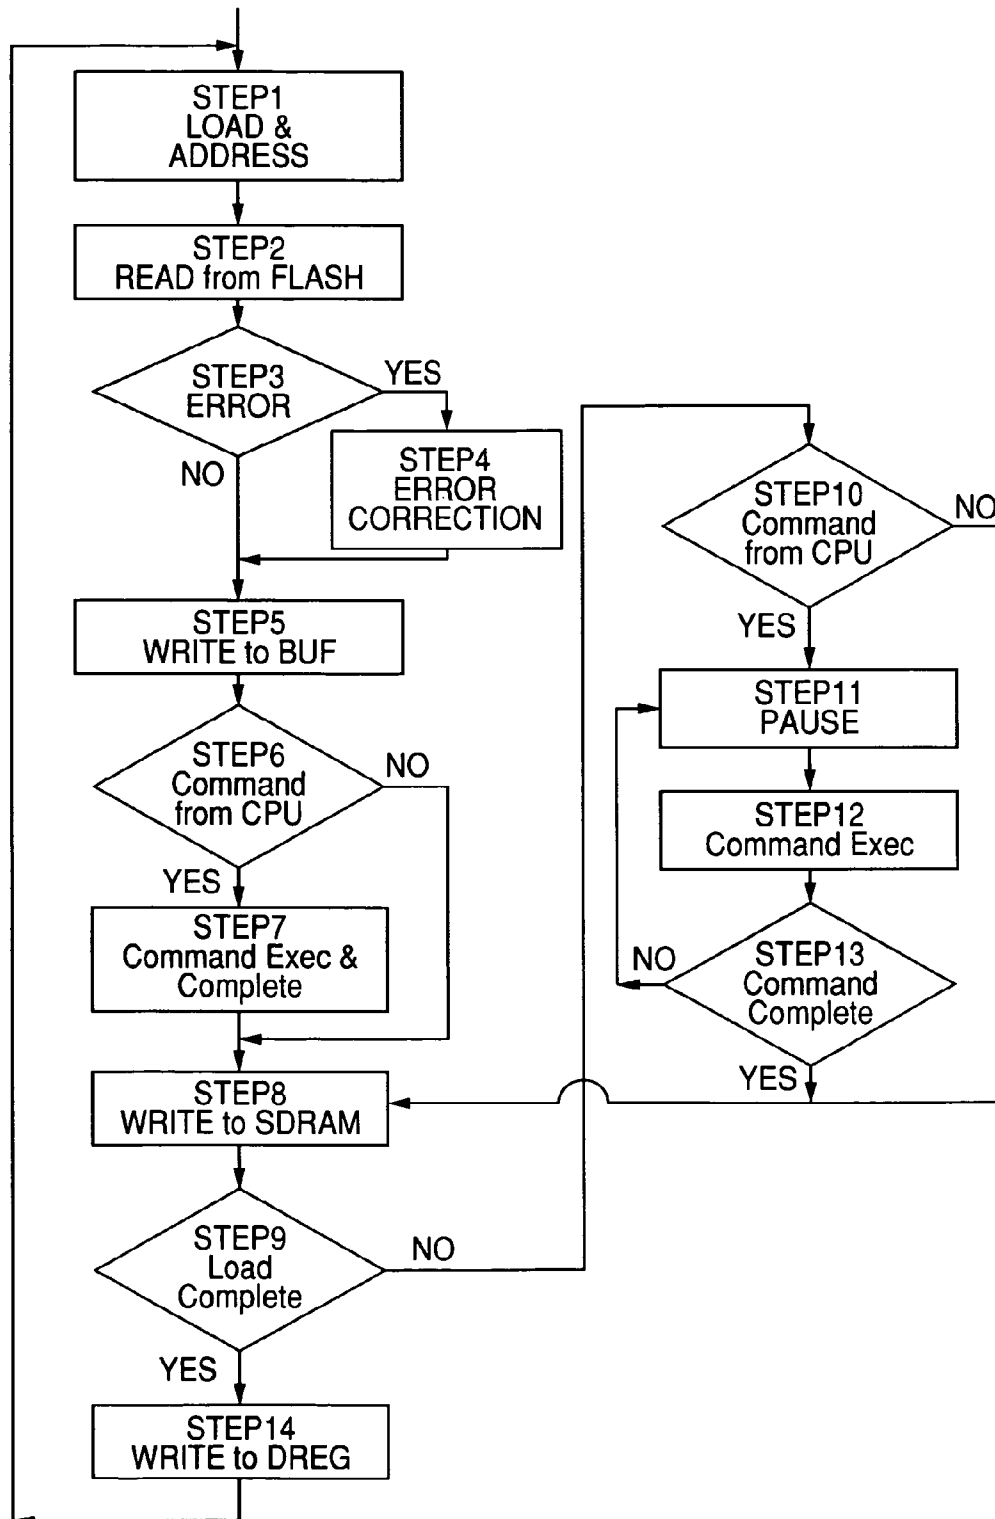 STEP1
LOAD &
ADDRESS
STEP2
READ from FLASH
STEP3
ERROR
YES
NO
STEP4
ERROR
CORRECTION
STEP5
WRITE to BUF
STEP6
Command
from CPU
NO
YES
STEP7
Command Exec &
Complete
STEP8
WRITE to SDRAM
STEP9
Load
Complete
NO
YES
STEP14
WRITE to DREG
STEP10
Command
from CPU
NO
YES
STEP11
PAUSE
STEP12
Command Exec
STEP13
Command
Complete
NO
YES